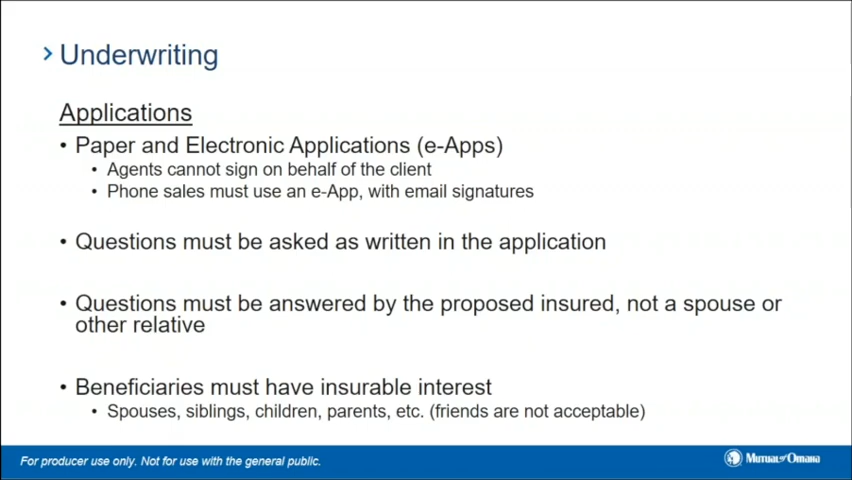 Underwriting
Applications
• Paper and Electronic Applications (e-Apps)
• Agents cannot sign on behalf of the client
• Phone sales must use an e-App, with email signatures
• Questions must be asked as written in the application
• Questions must be answered by the proposed insured, not a spouse or
other relative
• Beneficiaries must have insurable interest
• Spouses, siblings, children, parents, etc. (friends are not acceptable)
For producer use only. Not for use with the general public.
Mutual of Omaha